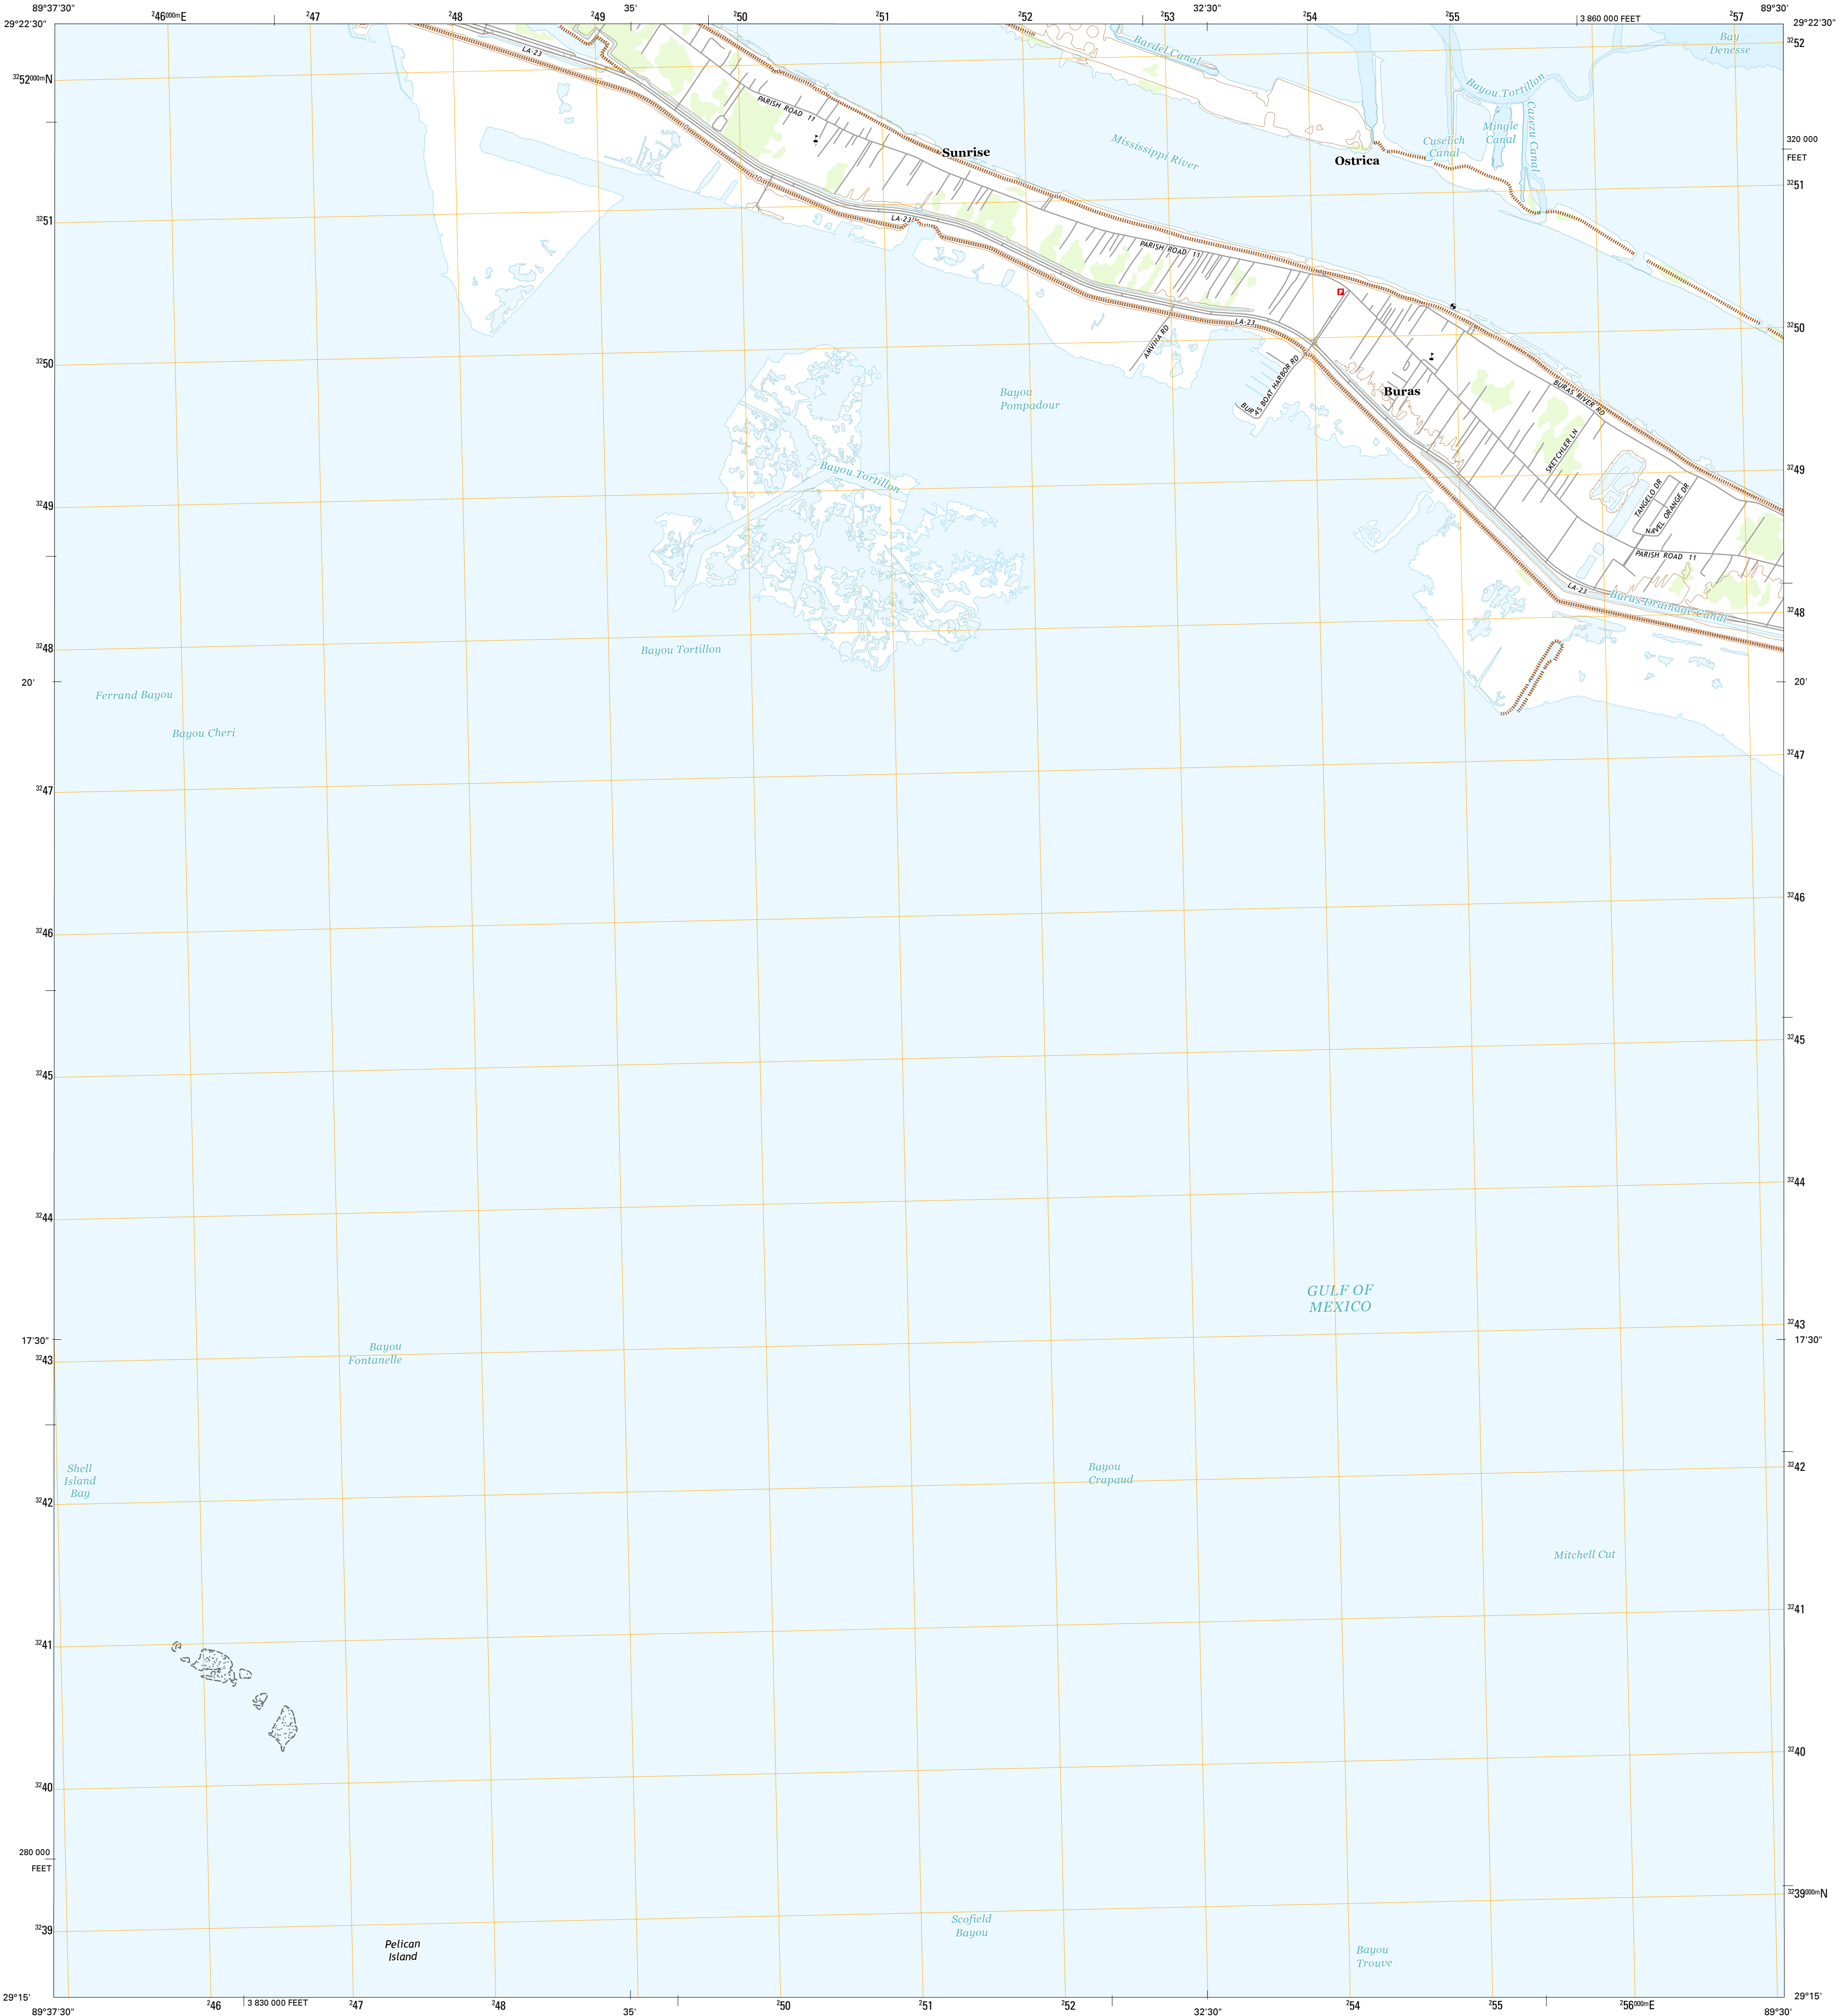 89°37'30"
²46⁰⁰⁰ᵐE
²47
²48
²49
35'
²50
²51
²52
²53
32'30"
²54
²55
3 860 000 FEET
²57
89°30'
29°22'30"
29°22'30"
³²52⁰⁰⁰ᵐN
³²51
³²50
³²49
³²48
20'
³²47
³²46
³²45
³²44
17'30"
³²43
³²42
³²41
³²40
280 000
FEET
³²39
29°15'
³²52
320 000
FEET
³²51
³²50
³²49
³²48
20'
³²47
³²46
³²45
³²44
³²43
17'30"
³²42
³²41
³²40
³²39⁰⁰⁰ᵐN
29°15'
LA-23
PARISH ROAD 11
Bardel Canal
Bay
Denesse
Bayou Tortillon
Mississippi River
Sunrise
Ostrica
Cuselich
Canal
Mingle
Canal
Cazezu Canal
LA-23
PARISH ROAD 11
LA-23
AMVINA RD
BURAS BOAT HARBOR RD
Buras
BURAS RIVER RD
SKETCHLER LN
TANGELO DR
NAVEL ORANGE DR
PARISH ROAD 11
LA-23
Burus Drainage Canal
Bayou
Pompadour
Bayou Tortillon
Bayou Tortillon
Ferrand Bayou
Bayou Cheri
GULF OF
MEXICO
Bayou
Fontanelle
Shell
Island
Bay
Bayou
Crapaud
Mitchell Cut
Scofield
Bayou
Pelican
Island
Bayou
Trouve
F
89°37'30"
²46
3 830 000 FEET
²47
²48
35'
²50
²51
²52
32'30"
²54
²55
²56⁰⁰⁰ᵐE
89°30'